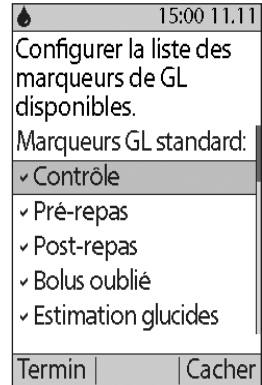 15:00 11.11
Configurer la liste des
marqueurs de GL
disponibles.
Marqueurs GL standard:
Contrôle
Pré-repas
Post-repas
Bolus oublié
Estimation glucides
Termin
Cacher